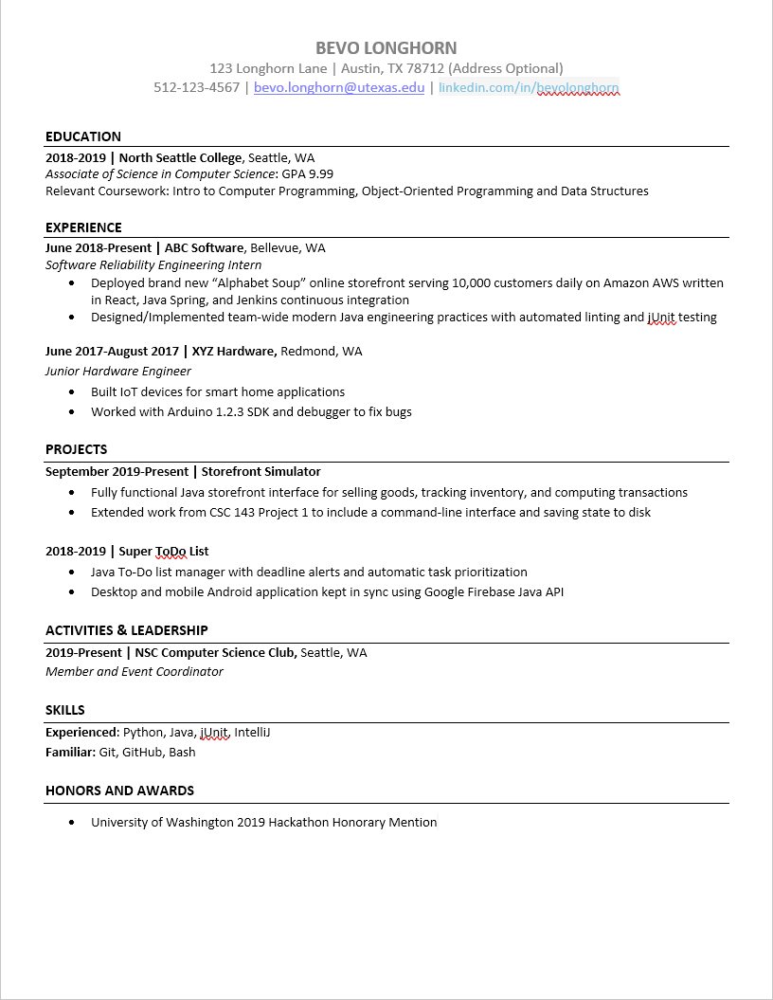 BEVO LONGHORN
123 Longhorn Lane | Austin, TX 78712 (Address Optional)
512-123-4567 | bevo.longhorn@utexas.edu | linkedin.com/in/bevolonghorn
EDUCATION
2018-2019 | North Seattle College, Seattle, WA
Associate of Science in Computer Science: GPA 9.99
Relevant Coursework: Intro to Computer Programming, Object-Oriented Programming and Data Structures
EXPERIENCE
June 2018-Present | ABC Software, Bellevue, WA
Software Reliability Engineering Intern
• Deployed brand new “Alphabet Soup” online storefront serving 10,000 customers daily on Amazon AWS written
in React, Java Spring, and Jenkins continuous integration
• Designed/Implemented team-wide modern Java engineering practices with automated linting and jUnit testing
June 2017-August 2017 | XYZ Hardware, Redmond, WA
Junior Hardware Engineer
• Built IoT devices for smart home applications
• Worked with Arduino 1.2.3 SDK and debugger to fix bugs
PROJECTS
September 2019-Present | Storefront Simulator
• Fully functional Java storefront interface for selling goods, tracking inventory, and computing transactions
• Extended work from CSC 143 Project 1 to include a command-line interface and saving state to disk
2018-2019 | Super ToDo List
• Java To-Do list manager with deadline alerts and automatic task prioritization
• Desktop and mobile Android application kept in sync using Google Firebase Java API
ACTIVITIES & LEADERSHIP
2019-Present | NSC Computer Science Club, Seattle, WA
Member and Event Coordinator
SKILLS
Experienced: Python, Java, jUnit, IntelliJ
Familiar: Git, GitHub, Bash
HONORS AND AWARDS
• University of Washington 2019 Hackathon Honorary Mention